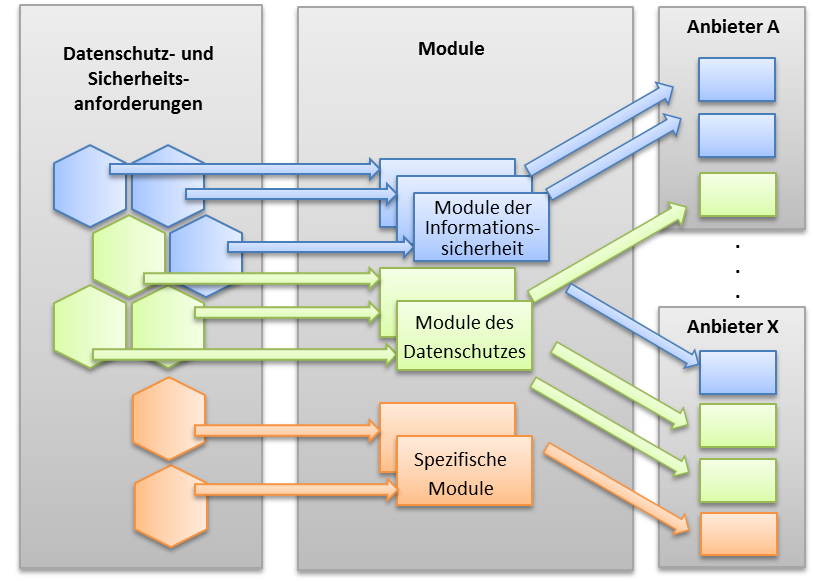 Datenschutz- und
Sicherheits-
anforderungen
Module
Module der
Informations-
sicherheit
Module des
Datenschutzes
Spezifische
Module
Anbieter A
.
.
.
Anbieter X